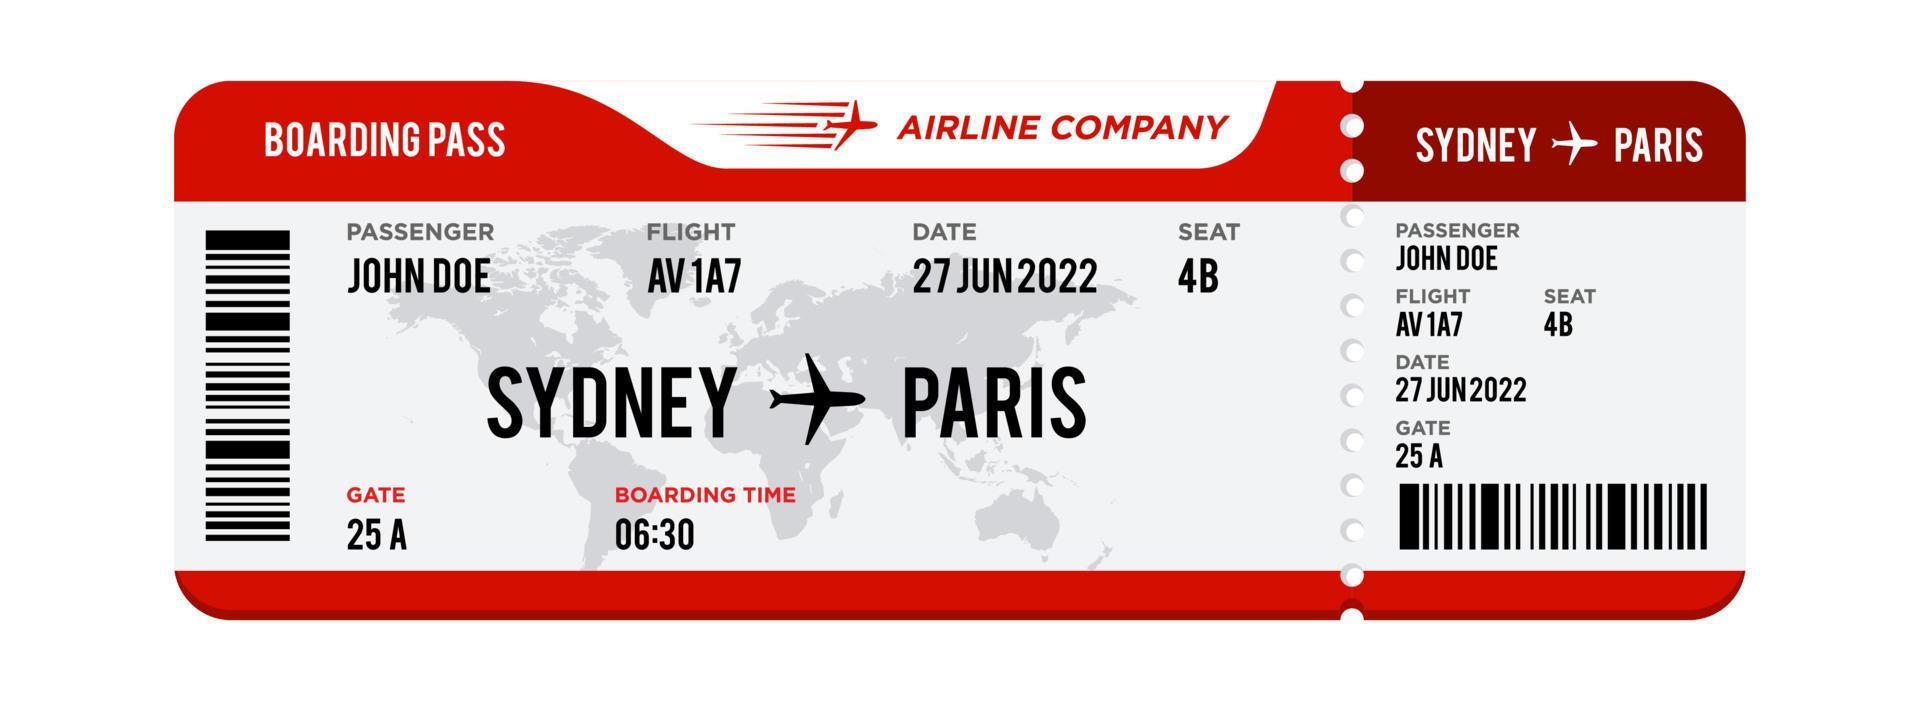 BOARDING PASS
AIRLINE COMPANY
PASSENGER FLIGHT DATE SEAT
JOHN DOE AV 1A7 27 JUN 2022 4B
SYDNEY PARIS
GATE BOARDING TIME
25 A 06:30
SYDNEY PARIS
PASSENGER
JOHN DOE
FLIGHT SEAT
AV 1A7 4B
DATE
27 JUN 2022
GATE
25 A